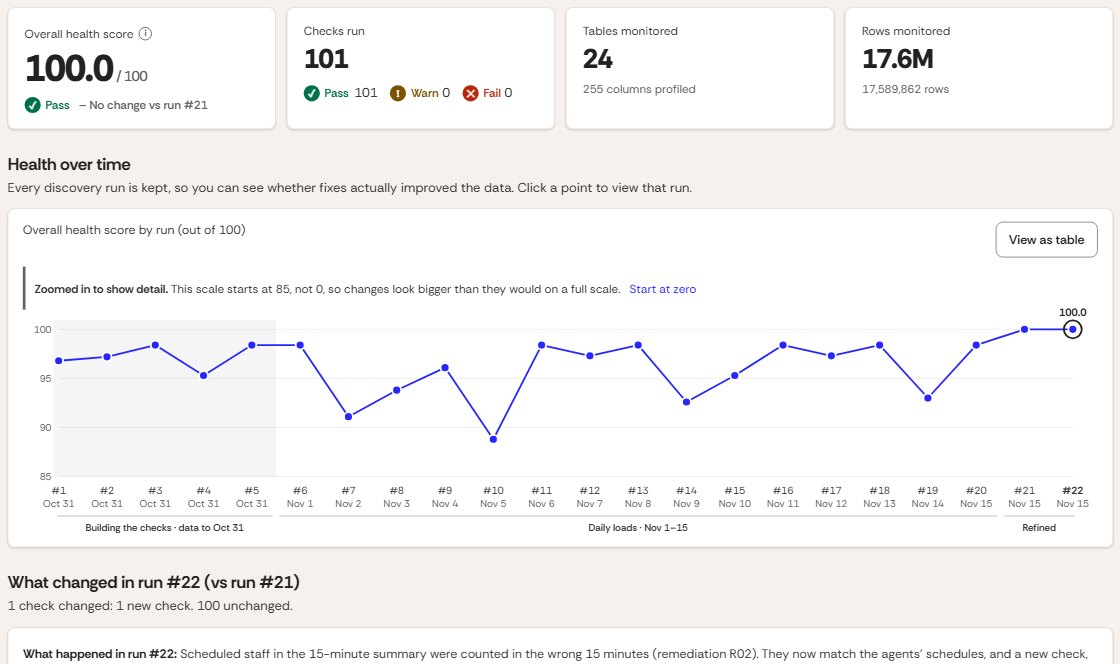 Overall health score
100.0 / 100
Pass – No change vs run #21
Checks run
101
Pass 101 Warn 0 Fail 0
Tables monitored
24
255 columns profiled
Rows monitored
17.6M
17,589,862 rows
Health over time
Every discovery run is kept, so you can see whether fixes actually improved the data. Click a point to view that run.
Overall health score by run (out of 100)
View as table
Zoomed in to show detail. This scale starts at 85, not 0, so changes look bigger than they would on a full scale. Start at zero
100.0
100
95
90
85
#1 #2 #3 #4 #5 #6 #7 #8 #9 #10 #11 #12 #13 #14 #15 #16 #17 #18 #19 #20 #21 #22
Oct 31 Oct 31 Oct 31 Oct 31 Oct 31 Nov 1 Nov 2 Nov 3 Nov 4 Nov 5 Nov 6 Nov 7 Nov 8 Nov 9 Nov 10 Nov 11 Nov 12 Nov 13 Nov 14 Nov 15 Nov 15 Nov 15
Building the checks · data to Oct 31 Daily loads · Nov 1–15 Refined
What changed in run #22 (vs run #21)
1 check changed: 1 new check. 100 unchanged.
What happened in run #22: Scheduled staff in the 15-minute summary were counted in the wrong 15 minutes (remediation R02). They now match the agents' schedules, and a new check,